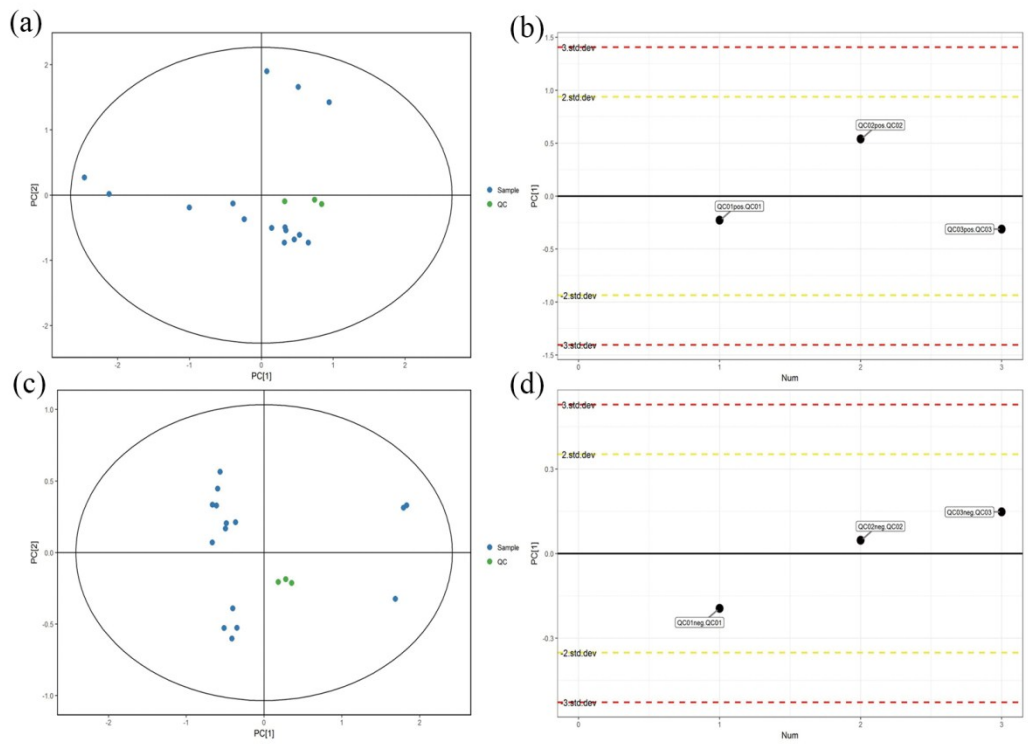 (a)
2
1
0
-1
-2
PC[2]
-2
-1
0
1
2
PC[1]
Sample
QC
(b)
1.5
1.0
0.5
0.0
-0.5
-1.0
-1.5
PC[1]
3.std.dev
2.std.dev
-2.std.dev
-3.std.dev
QC02pos.QC02
QC01pos.QC01
QC03pos.QC03
0
1
2
3
Num
(c)
1.0
0.5
0.0
-0.5
-1.0
PC[2]
-2
-1
0
1
2
PC[1]
Sample
QC
(d)
0.3
0.0
-0.3
PC[1]
3.std.dev
2.std.dev
-2.std.dev
-3.std.dev
QC03neg.QC03
QC02neg.QC02
QC01neg.QC01
0
1
2
3
Num